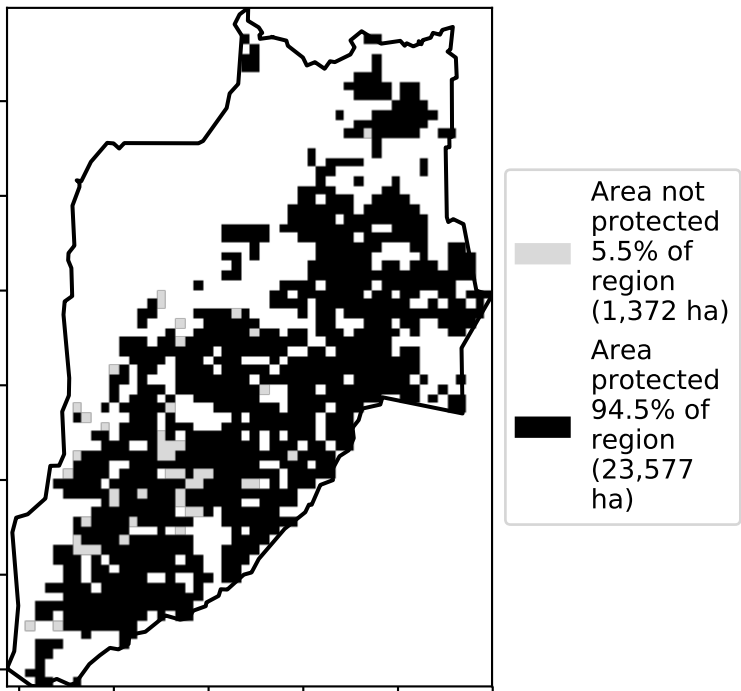 Area not
protected
5.5% of
region
(1,372 ha)
Area
protected
94.5% of
region
(23,577
ha)